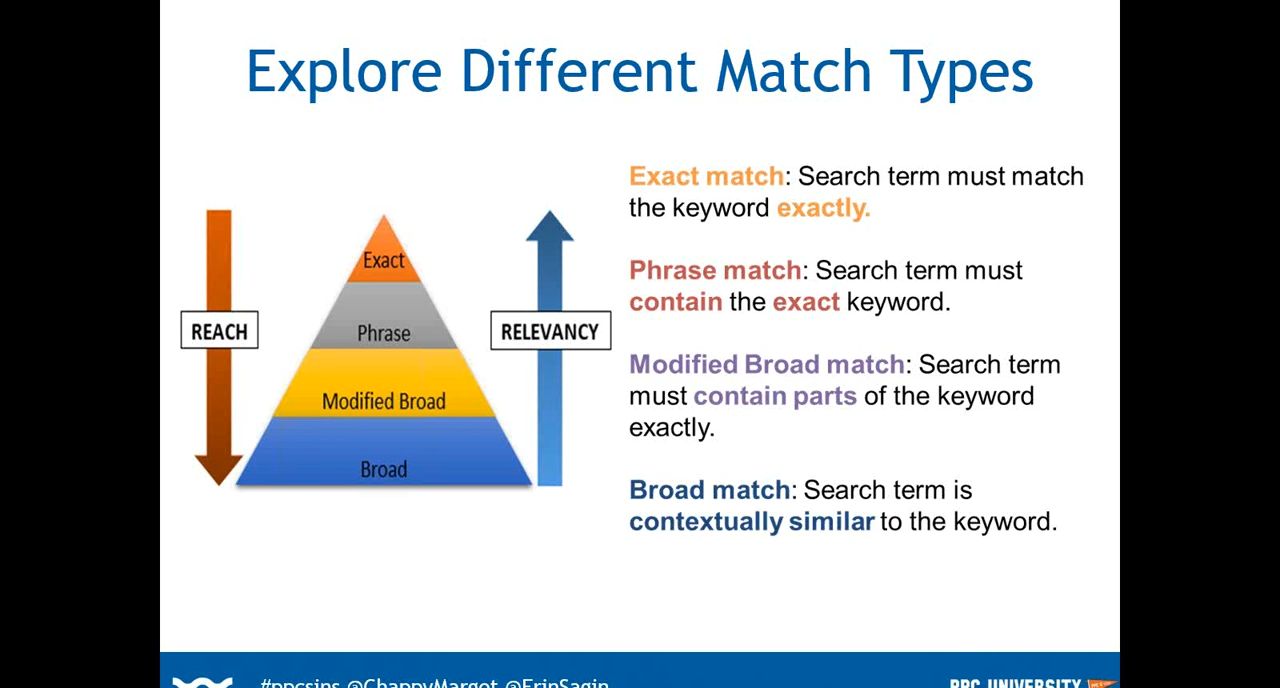 Explore Different Match Types
Exact match: Search term must match
the keyword exactly.
Exact
Phrase match: Search term must
contain the exact keyword.
REACH
Phrase
RELEVANCY
Modified Broad match: Search term
must contain parts of the keyword
exactly.
Modified Broad
Broad
Broad match: Search term is
contextually similar to the keyword.
#ppcsins @ChappyMargot @ErinSagin
PPC UNIVERSITY